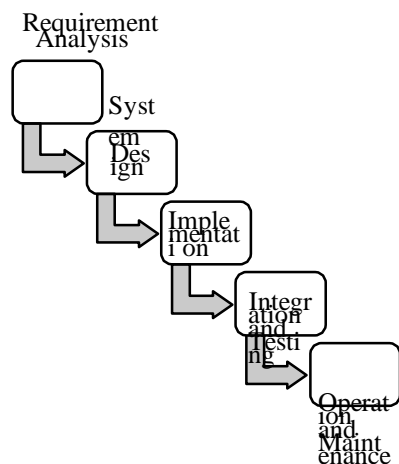 Requirement
Analysis
Syst
em
Des
ign
Imple
mentat
i on
Integr
ation
and
Testi
ng
Operat
ion
and
Maint
enance